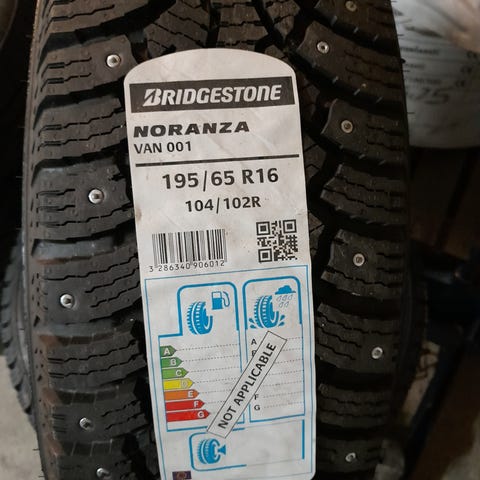 BRIDGESTONE
NORANZA
VAN 001
195/65 R16
104/102R
3 286340 906012
A
B
C
D
E
F
G
A
F
G
NOT APPLICABLE